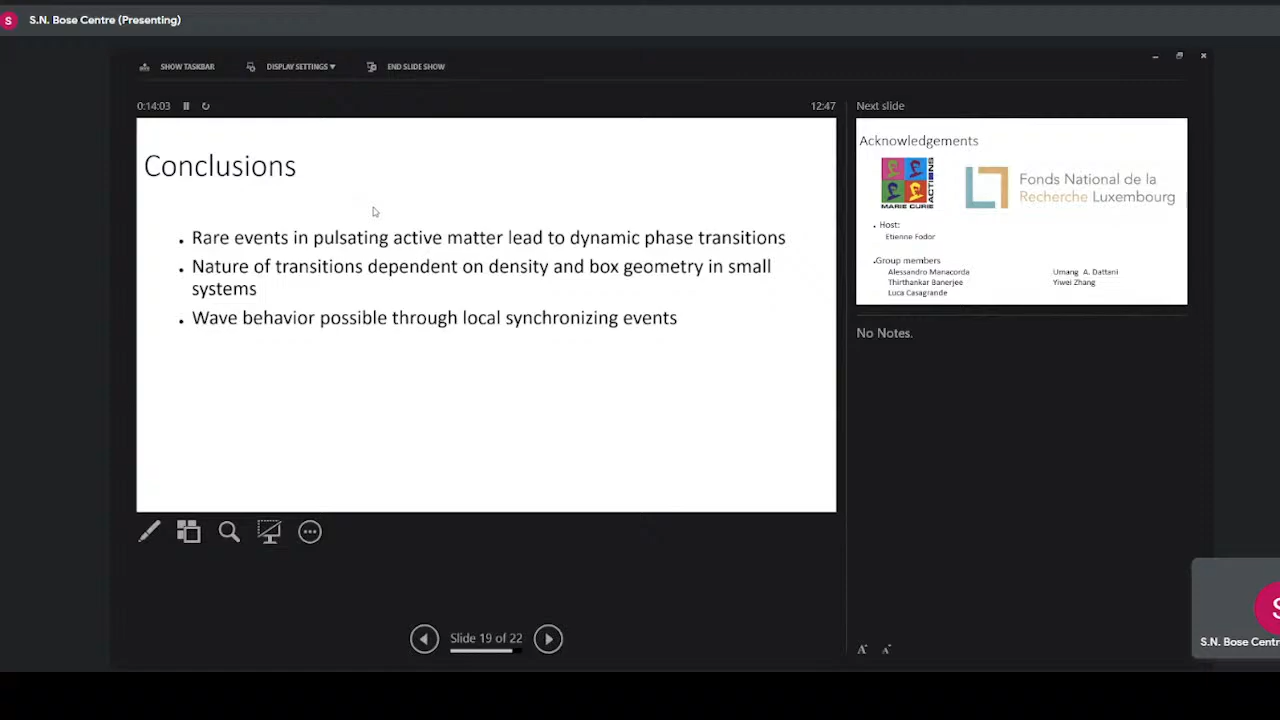 S
S.N. Bose Centre (Presenting)
SHOW TASKBAR
DISPLAY SETTINGS ▾
END SLIDE SHOW
0:14:03
12:47
Conclusions
• Rare events in pulsating active matter lead to dynamic phase transitions
• Nature of transitions dependent on density and box geometry in small
systems
• Wave behavior possible through local synchronizing events
Slide 19 of 22
Next slide
Acknowledgements
MARIE CURIE ACTIONS
Fonds National de la
Recherche Luxembourg
• Host:
Etienne Fodor
•Group members
Alessandro Manacorda
Thirthankar Banerjee
Luca Casagrande
Umang A. Dattani
Yiwei Zhang
No Notes.
A A
S
S.N. Bose Centr